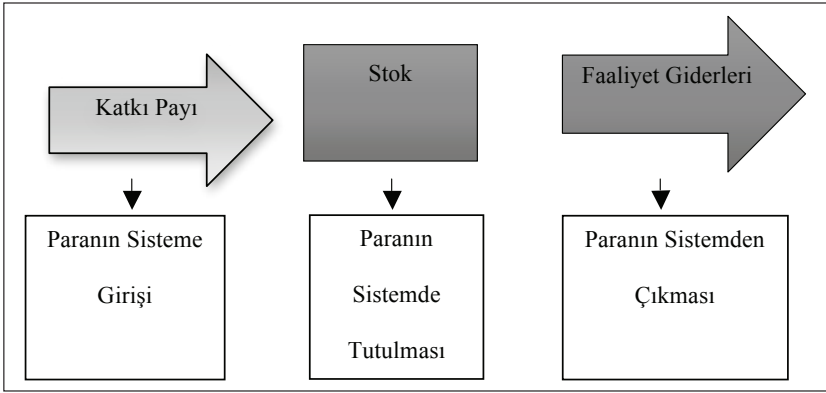 Katkı Payı
Stok
Faaliyet Giderleri
Paranın Sisteme
Girişi
Paranın
Sistemde
Tutulması
Paranın Sistemden
Çıkması